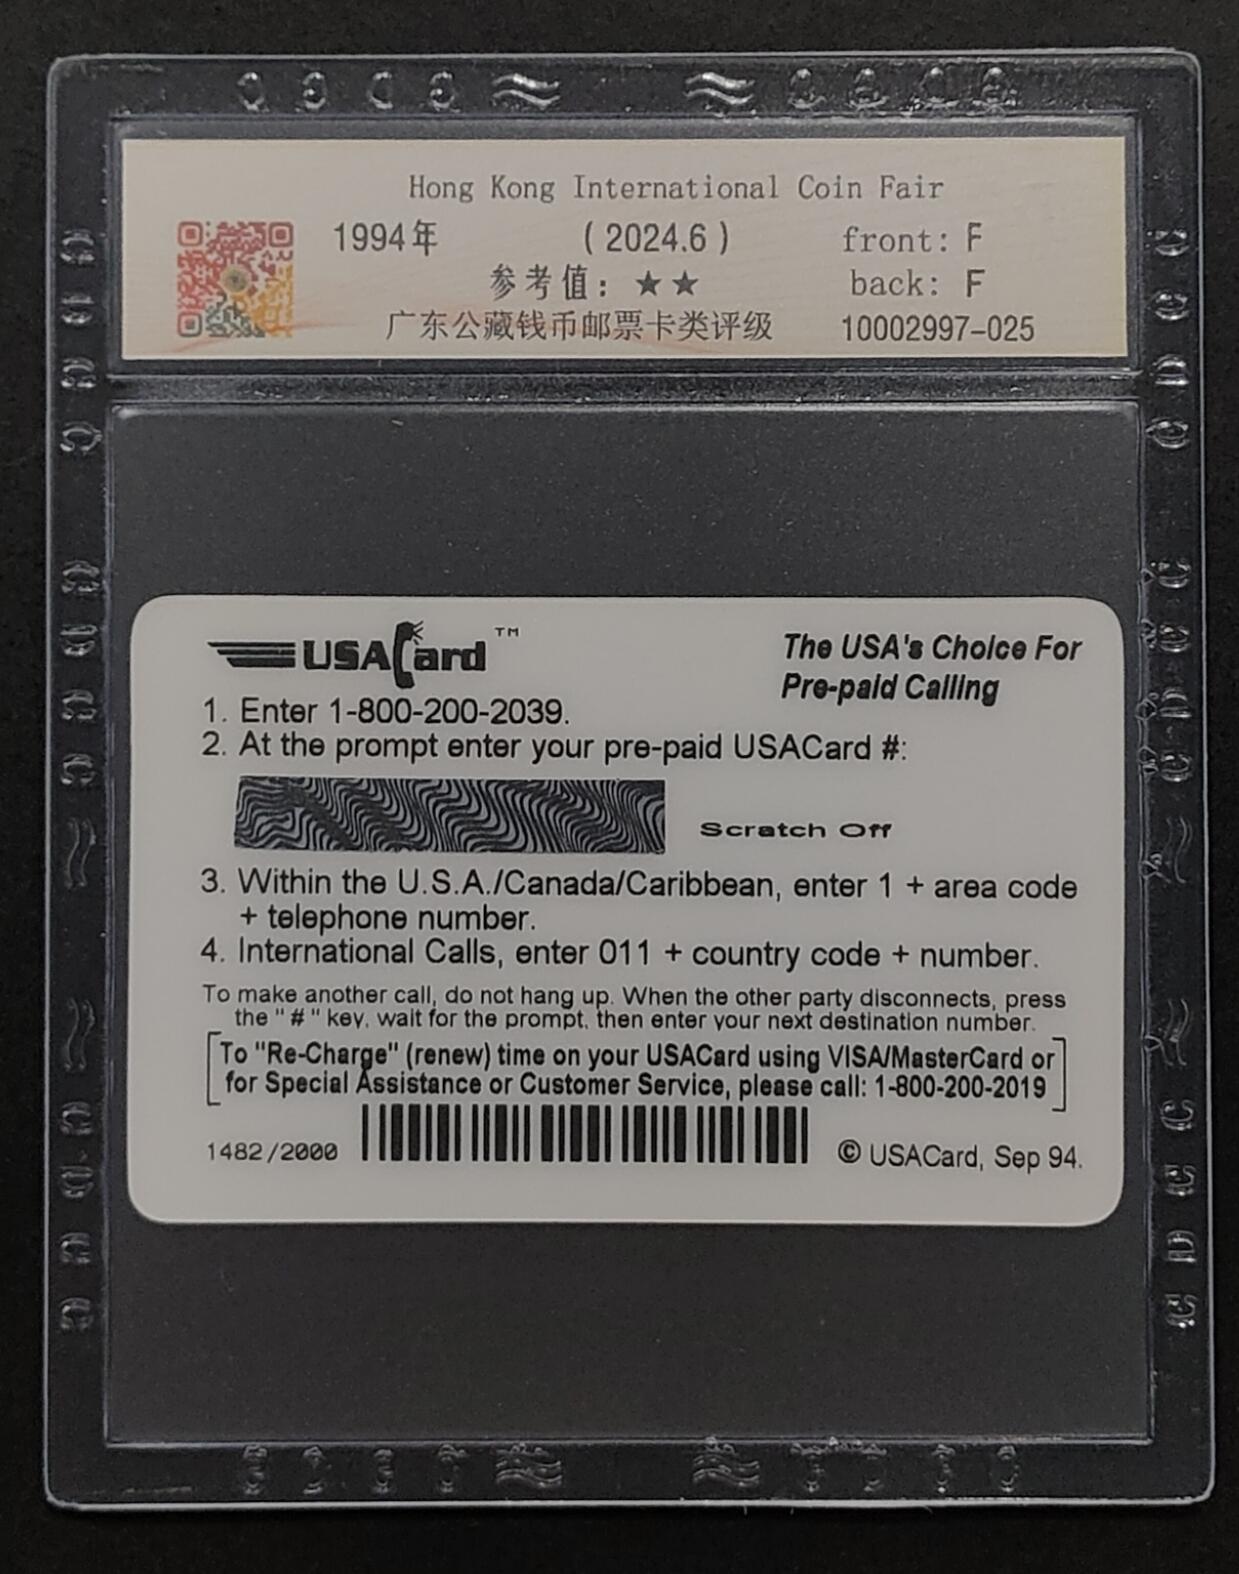 Hong Kong International Coin Fair
1994年 (2024.6) front: F
参考值: ★★ back: F
广东公藏钱币邮票卡类评级 10002997-025
USACard ™
The USA's Choice For
Pre-paid Calling
1. Enter 1-800-200-2039.
2. At the prompt enter your pre-paid USACard #:
Scratch Off
3. Within the U.S.A./Canada/Caribbean, enter 1 + area code
+ telephone number.
4. International Calls, enter 011 + country code + number.
To make another call, do not hang up. When the other party disconnects, press
the "#" key, wait for the prompt, then enter your next destination number.
To "Re-Charge" (renew) time on your USACard using VISA/MasterCard or
for Special Assistance or Customer Service, please call: 1-800-200-2019
1482/2000
© USACard, Sep 94.